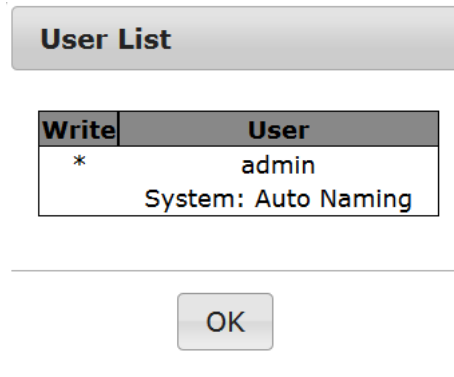 User List
Write User
* admin
System: Auto Naming
OK